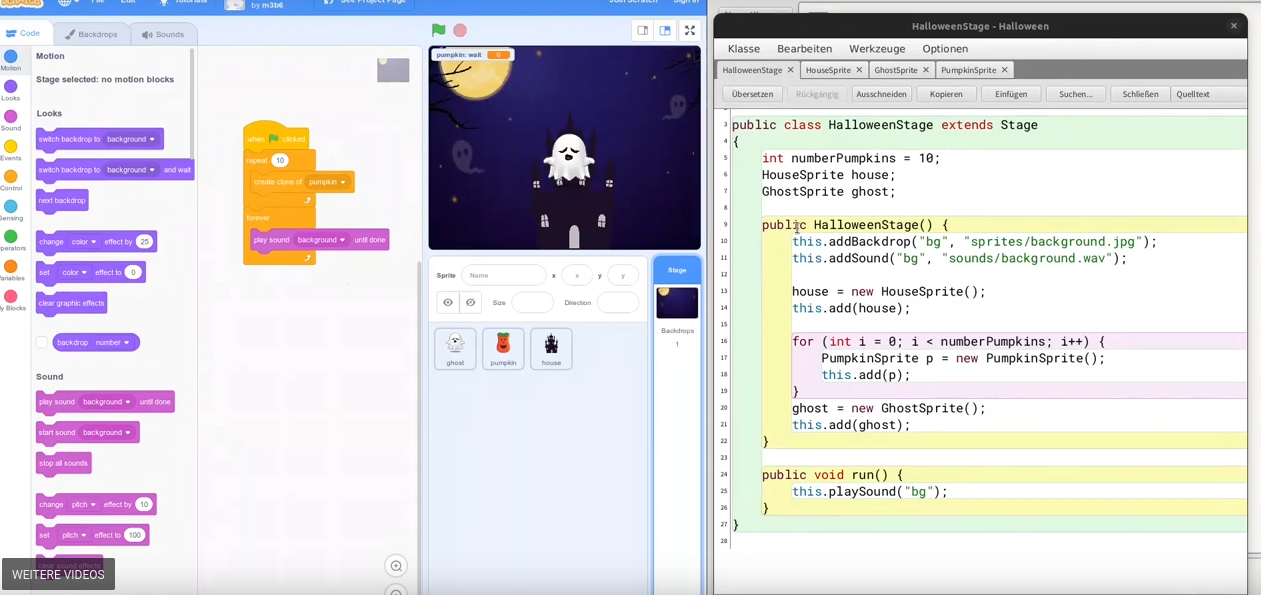 File
Edit
Tutorials
by m3b6
See Project Page
Join Scratch
Sign in
Code
Backdrops
Sounds
Motion
Looks
Sound
Events
Control
Sensing
perators
ariables
y Blocks
Motion
Stage selected: no motion blocks
Looks
switch backdrop to background
switch backdrop to background and wait
next backdrop
change color effect by 25
set color effect to 0
clear graphic effects
backdrop number
Sound
play sound background until done
start sound background
stop all sounds
change pitch effect by 10
set pitch effect to 100
clear sound effects
WEITERE VIDEOS
when clicked
repeat 10
create clone of pumpkin
forever
play sound background until done
pumpkin: wait 0
Sprite Name x x y y
Size Direction
ghost
pumpkin
house
Stage
Backdrops
1
HalloweenStage - Halloween
Klasse Bearbeiten Werkzeuge Optionen
HalloweenStage HouseSprite GhostSprite PumpkinSprite
Übersetzen Rückgängig Ausschneiden Kopieren Einfügen Suchen... Schließen Quelltext
3 public class HalloweenStage extends Stage
4 {
5 int numberPumpkins = 10;
6 HouseSprite house;
7 GhostSprite ghost;
8
9 public HalloweenStage() {
10 this.addBackdrop("bg", "sprites/background.jpg");
11 this.addSound("bg", "sounds/background.wav");
12
13 house = new HouseSprite();
14 this.add(house);
15
16 for (int i = 0; i < numberPumpkins; i++) {
17 PumpkinSprite p = new PumpkinSprite();
18 this.add(p);
19 }
20 ghost = new GhostSprite();
21 this.add(ghost);
22 }
23
24 public void run() {
25 this.playSound("bg");
26 }
27 }
28